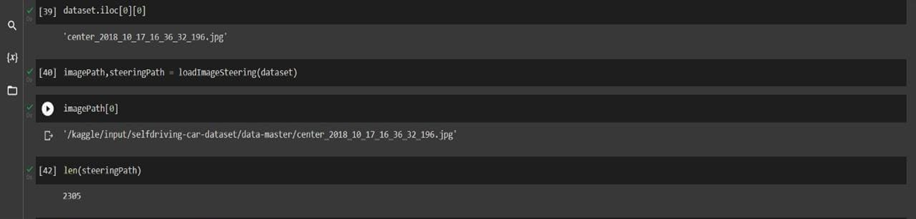 [39] dataset.iloc[0][0]
'center_2018_10_17_16_36_32_196.jpg'
{x}
[40] imagePath,steeringPath = loadImageSteering(dataset)
imagePath[0]
'/kaggle/input/selfdriving-car-dataset/data-master/center_2018_10_17_16_36_32_196.jpg'
[42] len(steeringPath)
2305